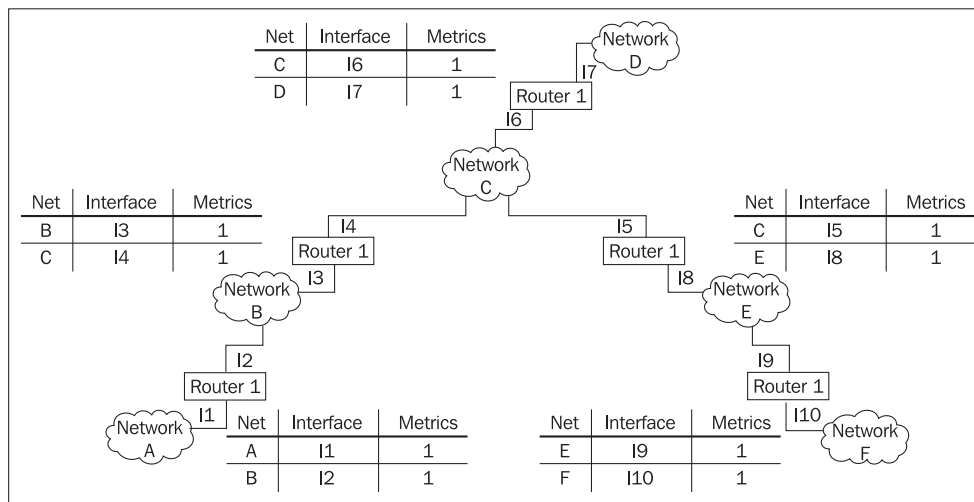 Net Interface Metrics
C I6 1
D I7 1
Network
D
I7
Router 1
I6
Network
C
Net Interface Metrics
B I3 1
C I4 1
I4
Router 1
I3
I5
Router 1
I8
Net Interface Metrics
C I5 1
E I8 1
Network
B
Network
E
I2
Router 1
I1
I9
Router 1
I10
Network
A
Net Interface Metrics
A I1 1
B I2 1
Net Interface Metrics
E I9 1
F I10 1
Network
F